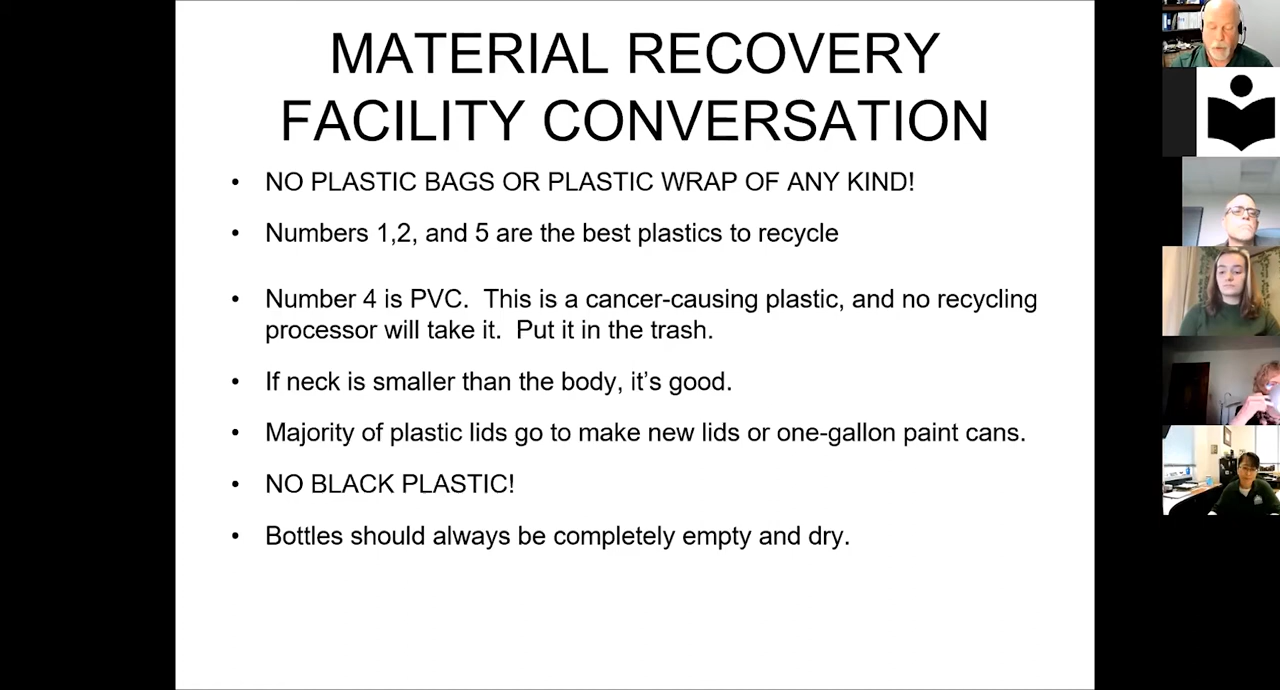 MATERIAL RECOVERY
FACILITY CONVERSATION
• NO PLASTIC BAGS OR PLASTIC WRAP OF ANY KIND!
• Numbers 1,2, and 5 are the best plastics to recycle
• Number 4 is PVC.  This is a cancer-causing plastic, and no recycling
processor will take it.  Put it in the trash.
• If neck is smaller than the body, it’s good.
• Majority of plastic lids go to make new lids or one-gallon paint cans.
• NO BLACK PLASTIC!
• Bottles should always be completely empty and dry.